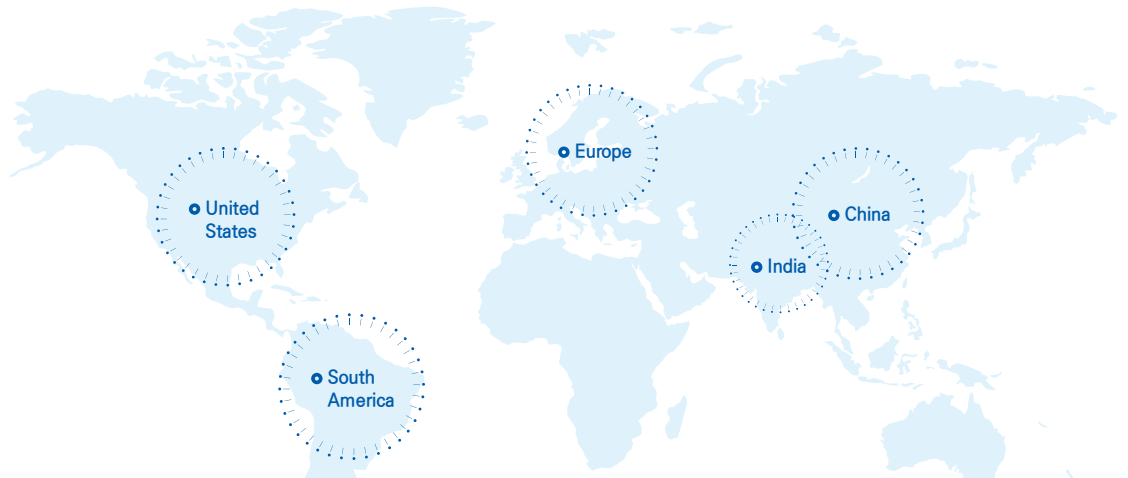 Europe
United
States
China
India
South
America